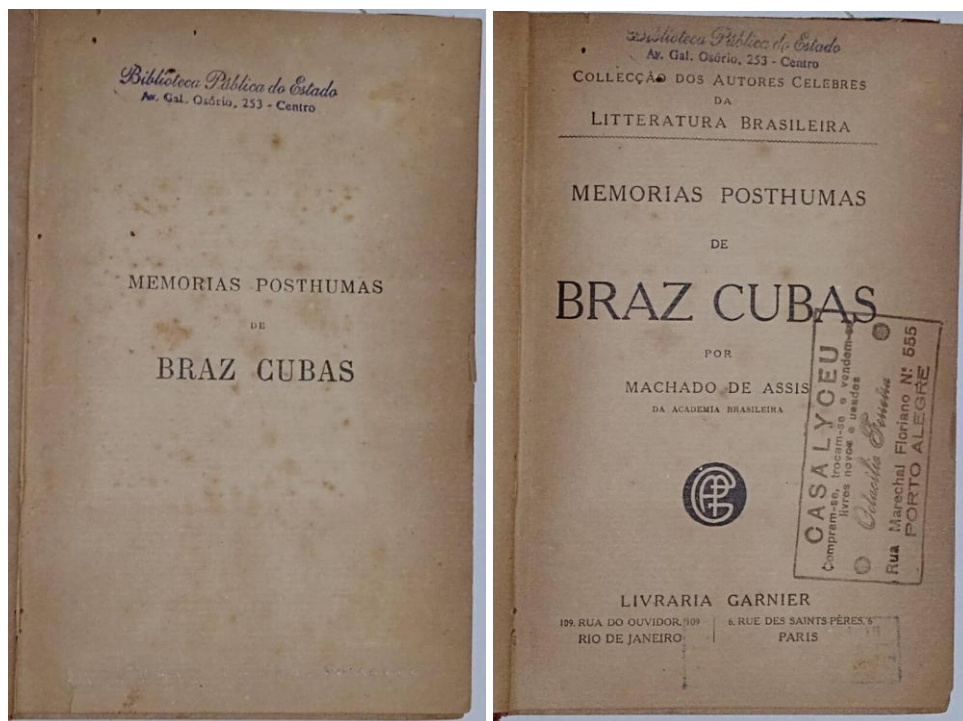 Biblioteca Pública do Estado
Av. Gal. Osório, 253 - Centro
MEMORIAS POSTHUMAS
DE
BRAZ CUBAS
Biblioteca Pública do Estado
Av. Gal. Osório, 253 - Centro
COLLECÇÃO DOS AUTORES CELEBRES
DA
LITTERATURA BRASILEIRA
MEMORIAS POSTHUMAS
DE
BRAZ CUBAS
POR
MACHADO DE ASSIS
DA ACADEMIA BRASILEIRA
CASA LYCEU
Compram-se, trocam-se e vendem-se
livros novos e usados
Rua Marechal Floriano Nº 555
PORTO ALEGRE
LIVRARIA GARNIER
109, RUA DO OUVIDOR, 109
RIO DE JANEIRO
6, RUE DES SAINTS PÈRES, 6
PARIS